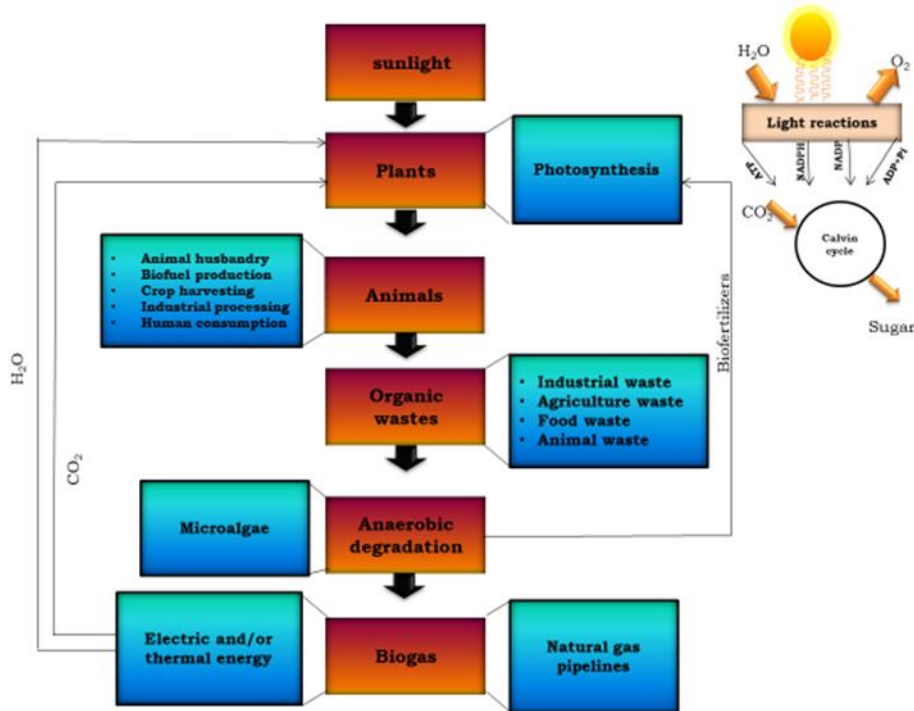 sunlight
Plants
Photosynthesis
• Animal husbandry
• Biofuel production
• Crop harvesting
• Industrial processing
• Human consumption
Animals
Organic
wastes
• Industrial waste
• Agriculture waste
• Food waste
• Animal waste
Microalgae
Anaerobic
degradation
Electric and/or
thermal energy
Biogas
Natural gas
pipelines
H₂O
CO₂
Biofertilizers
H₂O
O₂
Light reactions
ATP
NADPH
NADP
ADP+Pi
CO₂
Calvin
cycle
Sugar